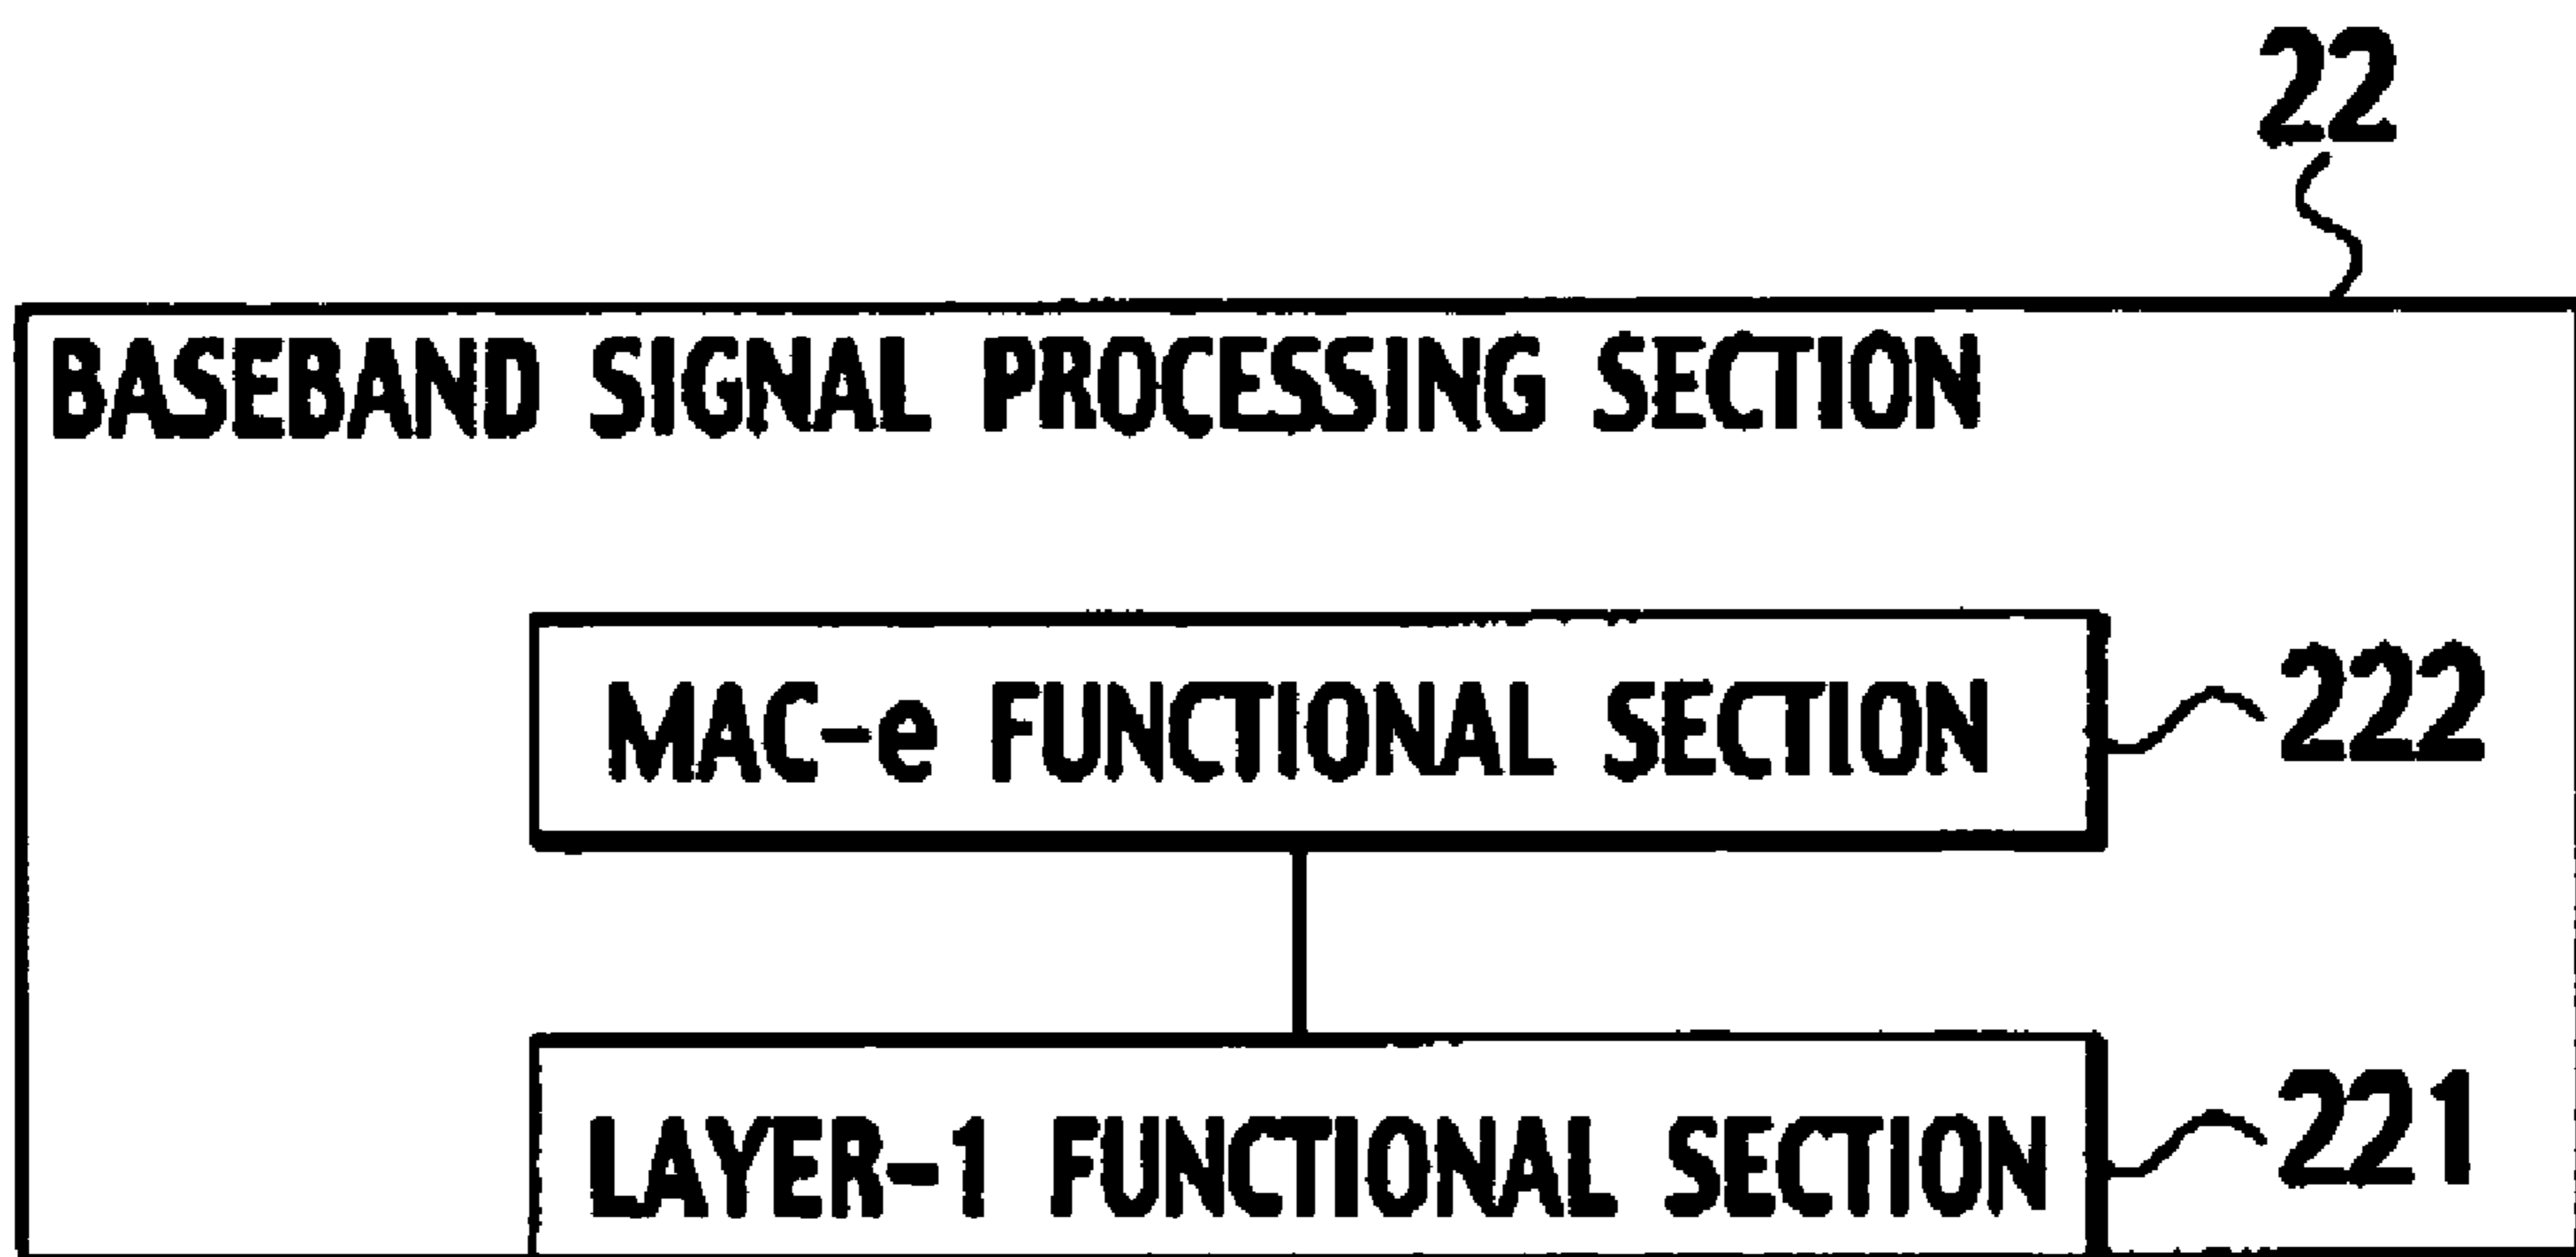 22
BASEBAND SIGNAL PROCESSING SECTION
MAC-e FUNCTIONAL SECTION
222
LAYER-1 FUNCTIONAL SECTION
221